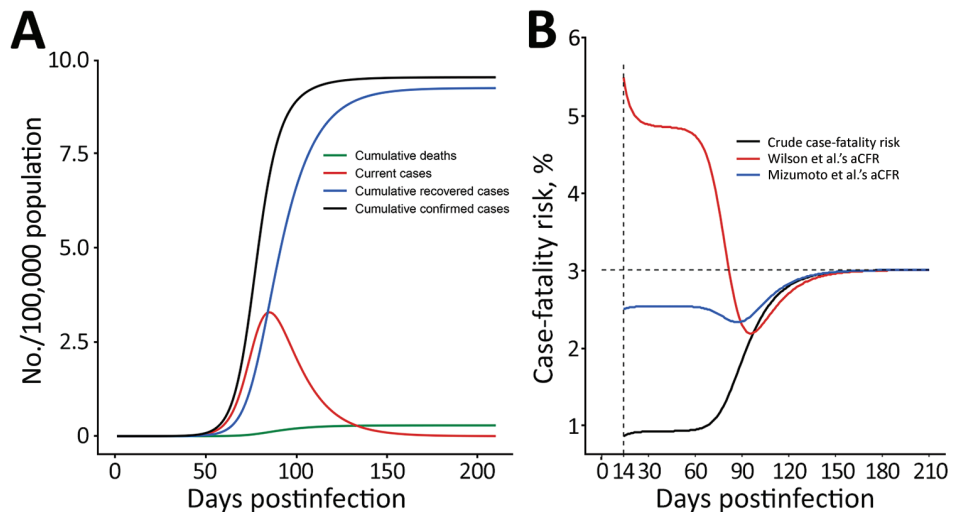 A
No./100,000 population
10.0
7.5
5.0
2.5
0
Cumulative deaths
Current cases
Cumulative recovered cases
Cumulative confirmed cases
0 50 100 150 200
Days postinfection
B
Case-fatality risk, %
6
5
4
3
2
1
Crude case-fatality risk
Wilson et al.'s aCFR
Mizumoto et al.'s aCFR
0 14 30 60 90 120 150 180 210
Days postinfection